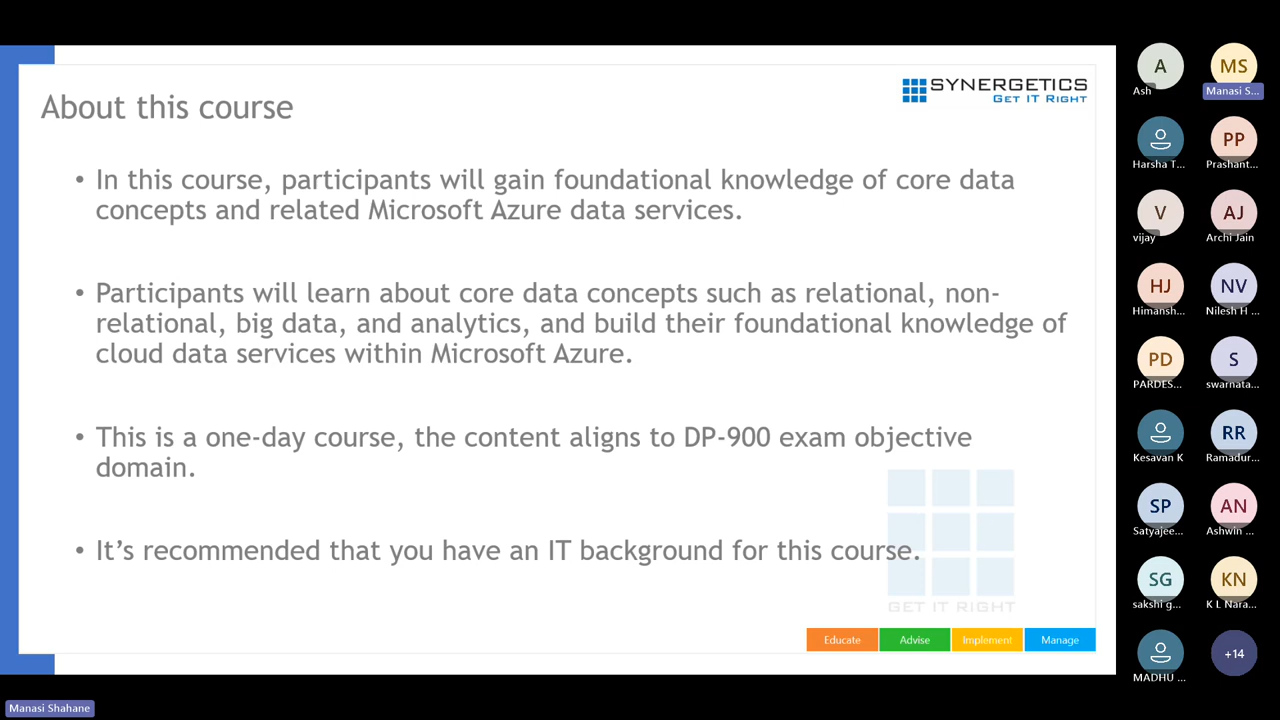 About this course
SYNERGETICS
GET IT RIGHT
• In this course, participants will gain foundational knowledge of core data
concepts and related Microsoft Azure data services.
• Participants will learn about core data concepts such as relational, non-
relational, big data, and analytics, and build their foundational knowledge of
cloud data services within Microsoft Azure.
• This is a one-day course, the content aligns to DP-900 exam objective
domain.
• It’s recommended that you have an IT background for this course.
GET IT RIGHT
Educate
Advise
Implement
Manage
A
Ash
MS
Manasi S...
Harsha T...
PP
Prashant...
V
vijay
AJ
Archi Jain
HJ
Himansh...
NV
Nilesh H ...
PD
PARDES...
S
swarnata...
Kesavan K
RR
Ramadur...
SP
Satyajee...
AN
Ashwin ...
SG
sakshi g...
KN
K L Nara...
MADHU ...
+14
Manasi Shahane